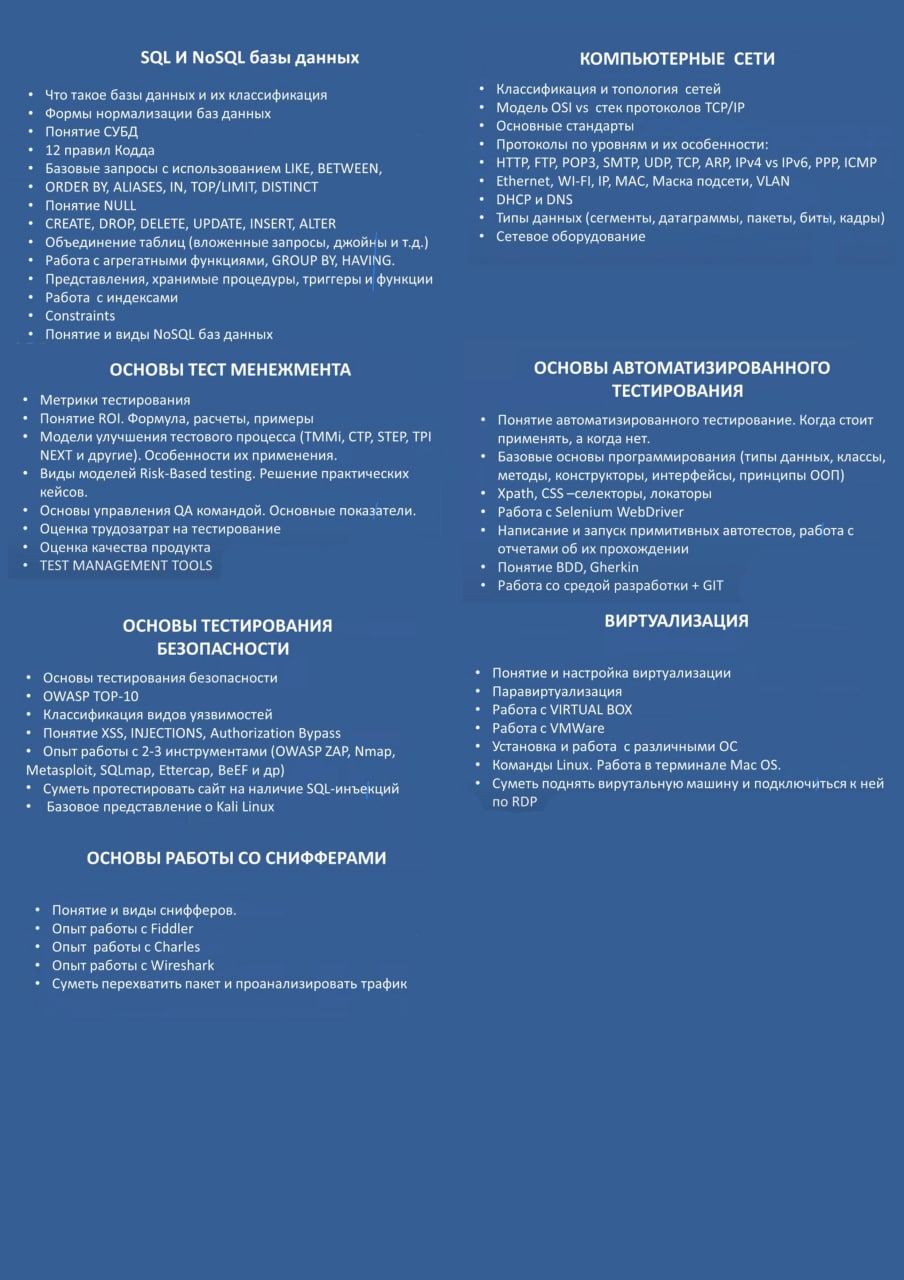 SQL И NoSQL базы данных
• Что такое базы данных и их классификация
• Формы нормализации баз данных
• Понятие СУБД
• 12 правил Кодда
• Базовые запросы с использованием LIKE, BETWEEN,
• ORDER BY, ALIASES, IN, TOP/LIMIT, DISTINCT
• Понятие NULL
• CREATE, DROP, DELETE, UPDATE, INSERT, ALTER
• Объединение таблиц (вложенные запросы, джойны и т.д.)
• Работа с агрегатными функциями, GROUP BY, HAVING.
• Представления, хранимые процедуры, триггеры и функции
• Работа с индексами
• Constraints
• Понятие и виды NoSQL баз данных
КОМПЬЮТЕРНЫЕ СЕТИ
• Классификация и топология сетей
• Модель OSI vs стек протоколов TCP/IP
• Основные стандарты
• Протоколы по уровням и их особенности:
• HTTP, FTP, POP3, SMTP, UDP, TCP, ARP, IPv4 vs IPv6, PPP, ICMP
• Ethernet, WI-FI, IP, MAC, Маска подсети, VLAN
• DHCP и DNS
• Типы данных (сегменты, датаграммы, пакеты, биты, кадры)
• Сетевое оборудование
ОСНОВЫ ТЕСТ МЕНЕЖМЕНТА
• Метрики тестирования
• Понятие ROI. Формула, расчеты, примеры
• Модели улучшения тестового процесса (TMMi, CTP, STEP, TPI
NEXT и другие). Особенности их применения.
• Виды моделей Risk-Based testing. Решение практических
кейсов.
• Основы управления QA командой. Основные показатели.
• Оценка трудозатрат на тестирование
• Оценка качества продукта
• TEST MANAGEMENT TOOLS
ОСНОВЫ АВТОМАТИЗИРОВАННОГО
ТЕСТИРОВАНИЯ
• Понятие автоматизированного тестирование. Когда стоит
применять, а когда нет.
• Базовые основы программирования (типы данных, классы,
методы, конструкторы, интерфейсы, принципы ООП)
• Xpath, CSS –селекторы, локаторы
• Работа с Selenium WebDriver
• Написание и запуск примитивных автотестов, работа с
отчетами об их прохождении
• Понятие BDD, Gherkin
• Работа со средой разработки + GIT
ОСНОВЫ ТЕСТИРОВАНИЯ
БЕЗОПАСНОСТИ
• Основы тестирования безопасности
• OWASP TOP-10
• Классификация видов уязвимостей
• Понятие XSS, INJECTIONS, Authorization Bypass
• Опыт работы с 2-3 инструментами (OWASP ZAP, Nmap,
Metasploit, SQLmap, Ettercap, BeEF и др)
• Суметь протестировать сайт на наличие SQL-инъекций
• Базовое представление о Kali Linux
ВИРТУАЛИЗАЦИЯ
• Понятие и настройка виртуализации
• Паравиртуализация
• Работа с VIRTUAL BOX
• Работа с VMWare
• Установка и работа с различными ОС
• Команды Linux. Работа в терминале Mac OS.
• Суметь поднять вирутальную машину и подключиться к ней
по RDP
ОСНОВЫ РАБОТЫ СО СНИФФЕРАМИ
• Понятие и виды снифферов.
• Опыт работы с Fiddler
• Опыт работы с Charles
• Опыт работы с Wireshark
• Суметь перехватить пакет и проанализировать трафик